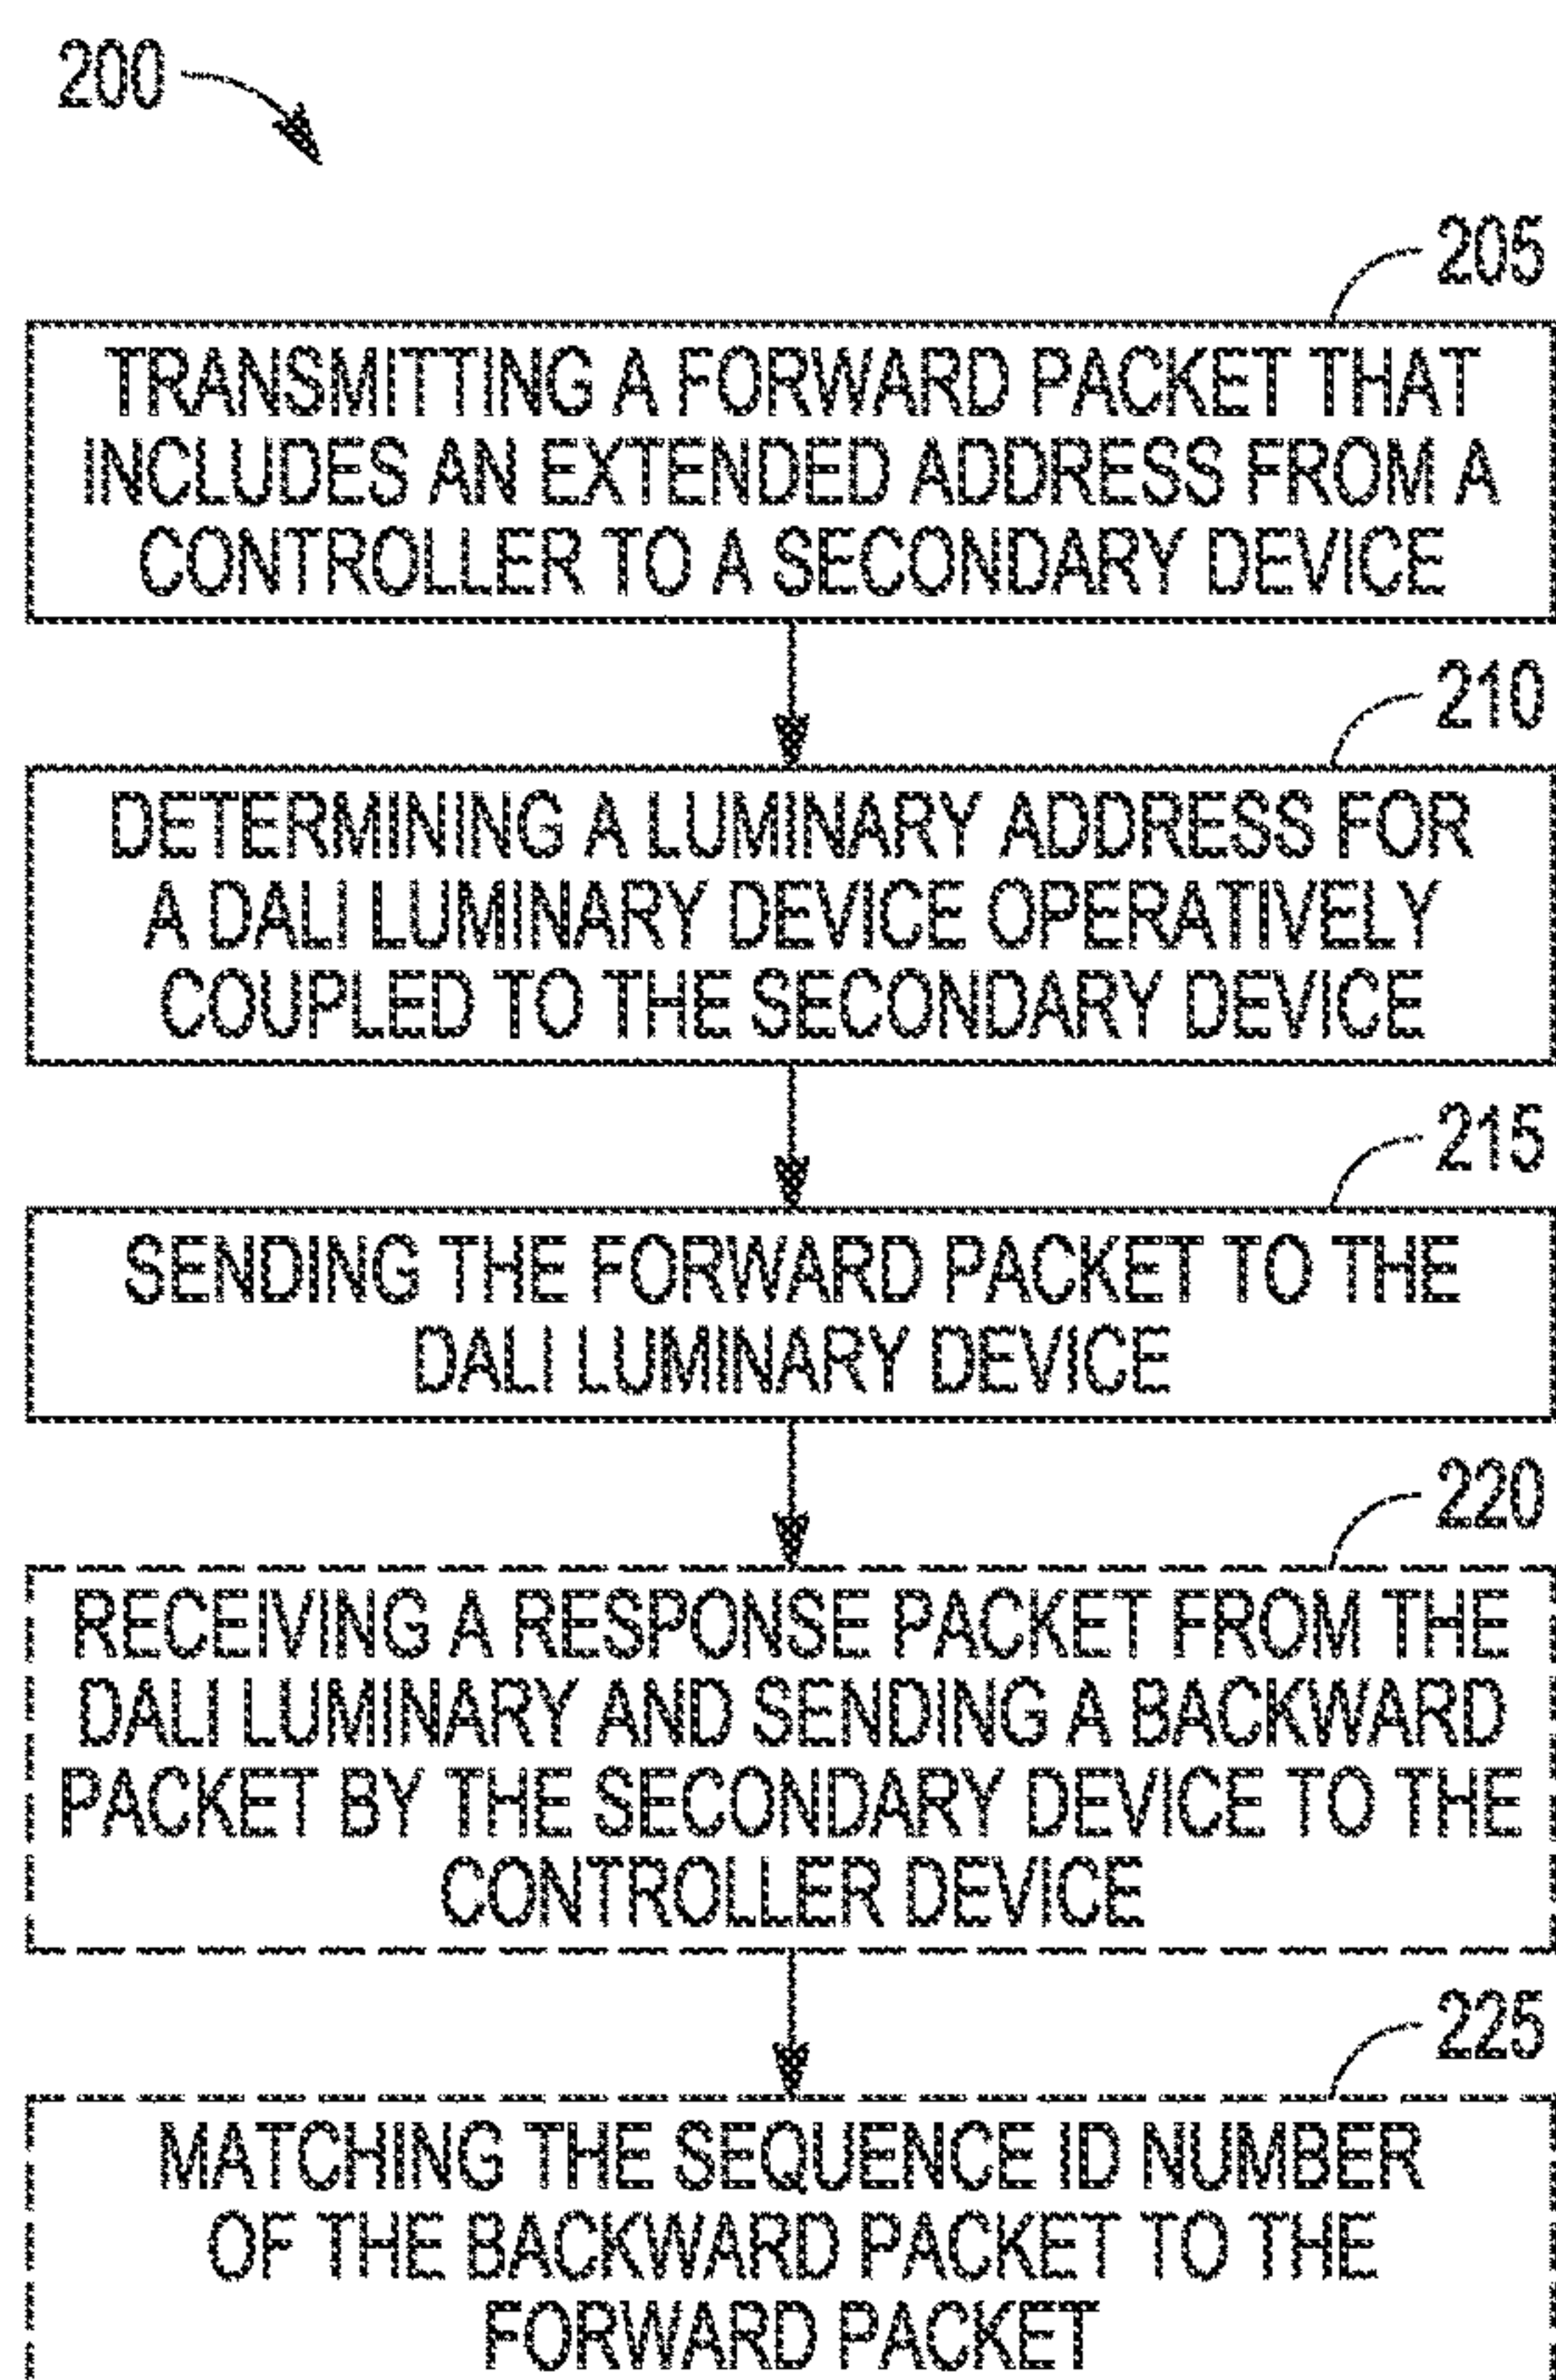 200
205
TRANSMITTING A FORWARD PACKET THAT
INCLUDES AN EXTENDED ADDRESS FROM A
CONTROLLER TO A SECONDARY DEVICE
210
DETERMINING A LUMINARY ADDRESS FOR
A DALI LUMINARY DEVICE OPERATIVELY
COUPLED TO THE SECONDARY DEVICE
215
SENDING THE FORWARD PACKET TO THE
DALI LUMINARY DEVICE
220
RECEIVING A RESPONSE PACKET FROM THE
DALI LUMINARY AND SENDING A BACKWARD
PACKET BY THE SECONDARY DEVICE TO THE
CONTROLLER DEVICE
225
MATCHING THE SEQUENCE ID NUMBER
OF THE BACKWARD PACKET TO THE
FORWARD PACKET